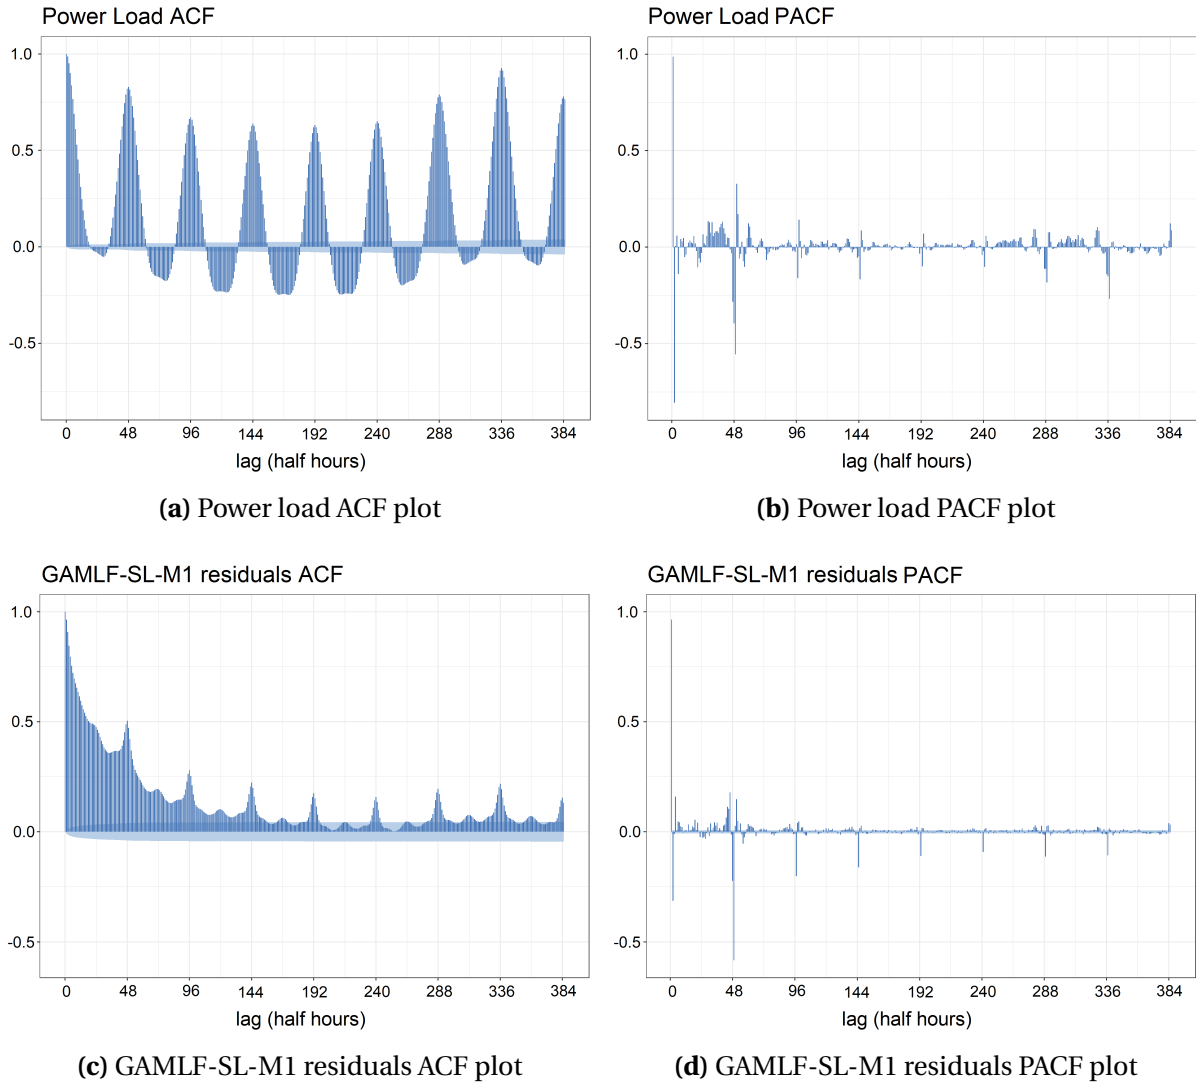 Power Load ACF
1.0
0.5
0.0
-0.5
0 48 96 144 192 240 288 336 384
lag (half hours)
(a) Power load ACF plot
Power Load PACF
1.0
0.5
0.0
-0.5
0 48 96 144 192 240 288 336 384
lag (half hours)
(b) Power load PACF plot
GAMLF-SL-M1 residuals ACF
1.0
0.5
0.0
-0.5
0 48 96 144 192 240 288 336 384
lag (half hours)
(c) GAMLF-SL-M1 residuals ACF plot
GAMLF-SL-M1 residuals PACF
1.0
0.5
0.0
-0.5
0 48 96 144 192 240 288 336 384
lag (half hours)
(d) GAMLF-SL-M1 residuals PACF plot